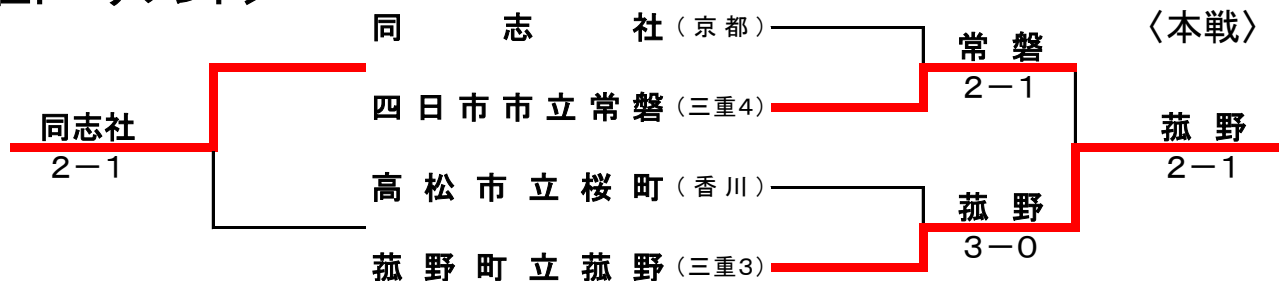 同志社（京都）
〈本戦〉
常磐
2－1
四日市市立常磐（三重4）
同志社
2－1
菰野
2－1
高松市立桜町（香川）
菰野
3－0
菰野町立菰野（三重3）